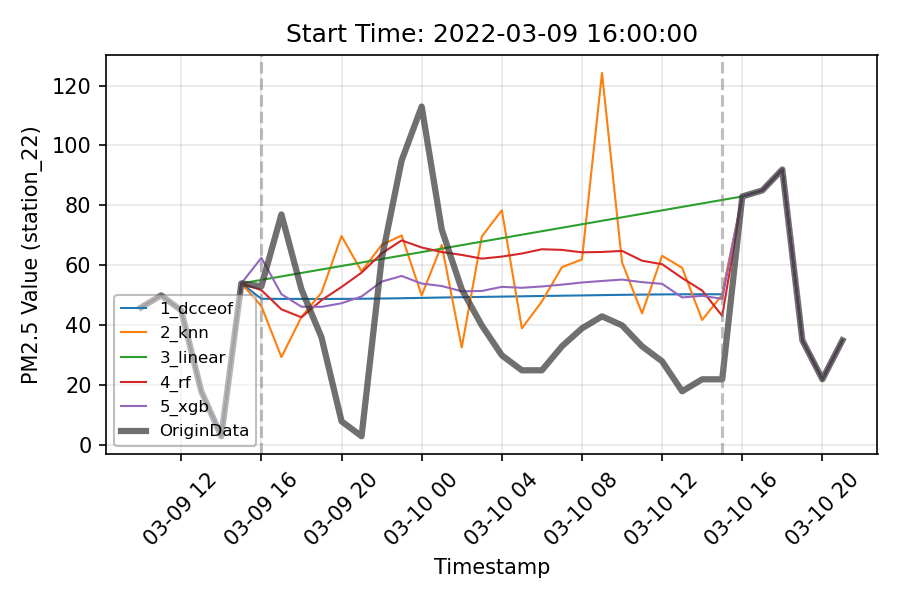 Start Time: 2022-03-09 16:00:00
PM2.5 Value (station_22)
120
100
80
60
40
20
0
1_dcceof
2_knn
3_linear
4_rf
5_xgb
OriginData
03-09 12
03-09 16
03-09 20
03-10 00
03-10 04
03-10 08
03-10 12
03-10 16
03-10 20
Timestamp